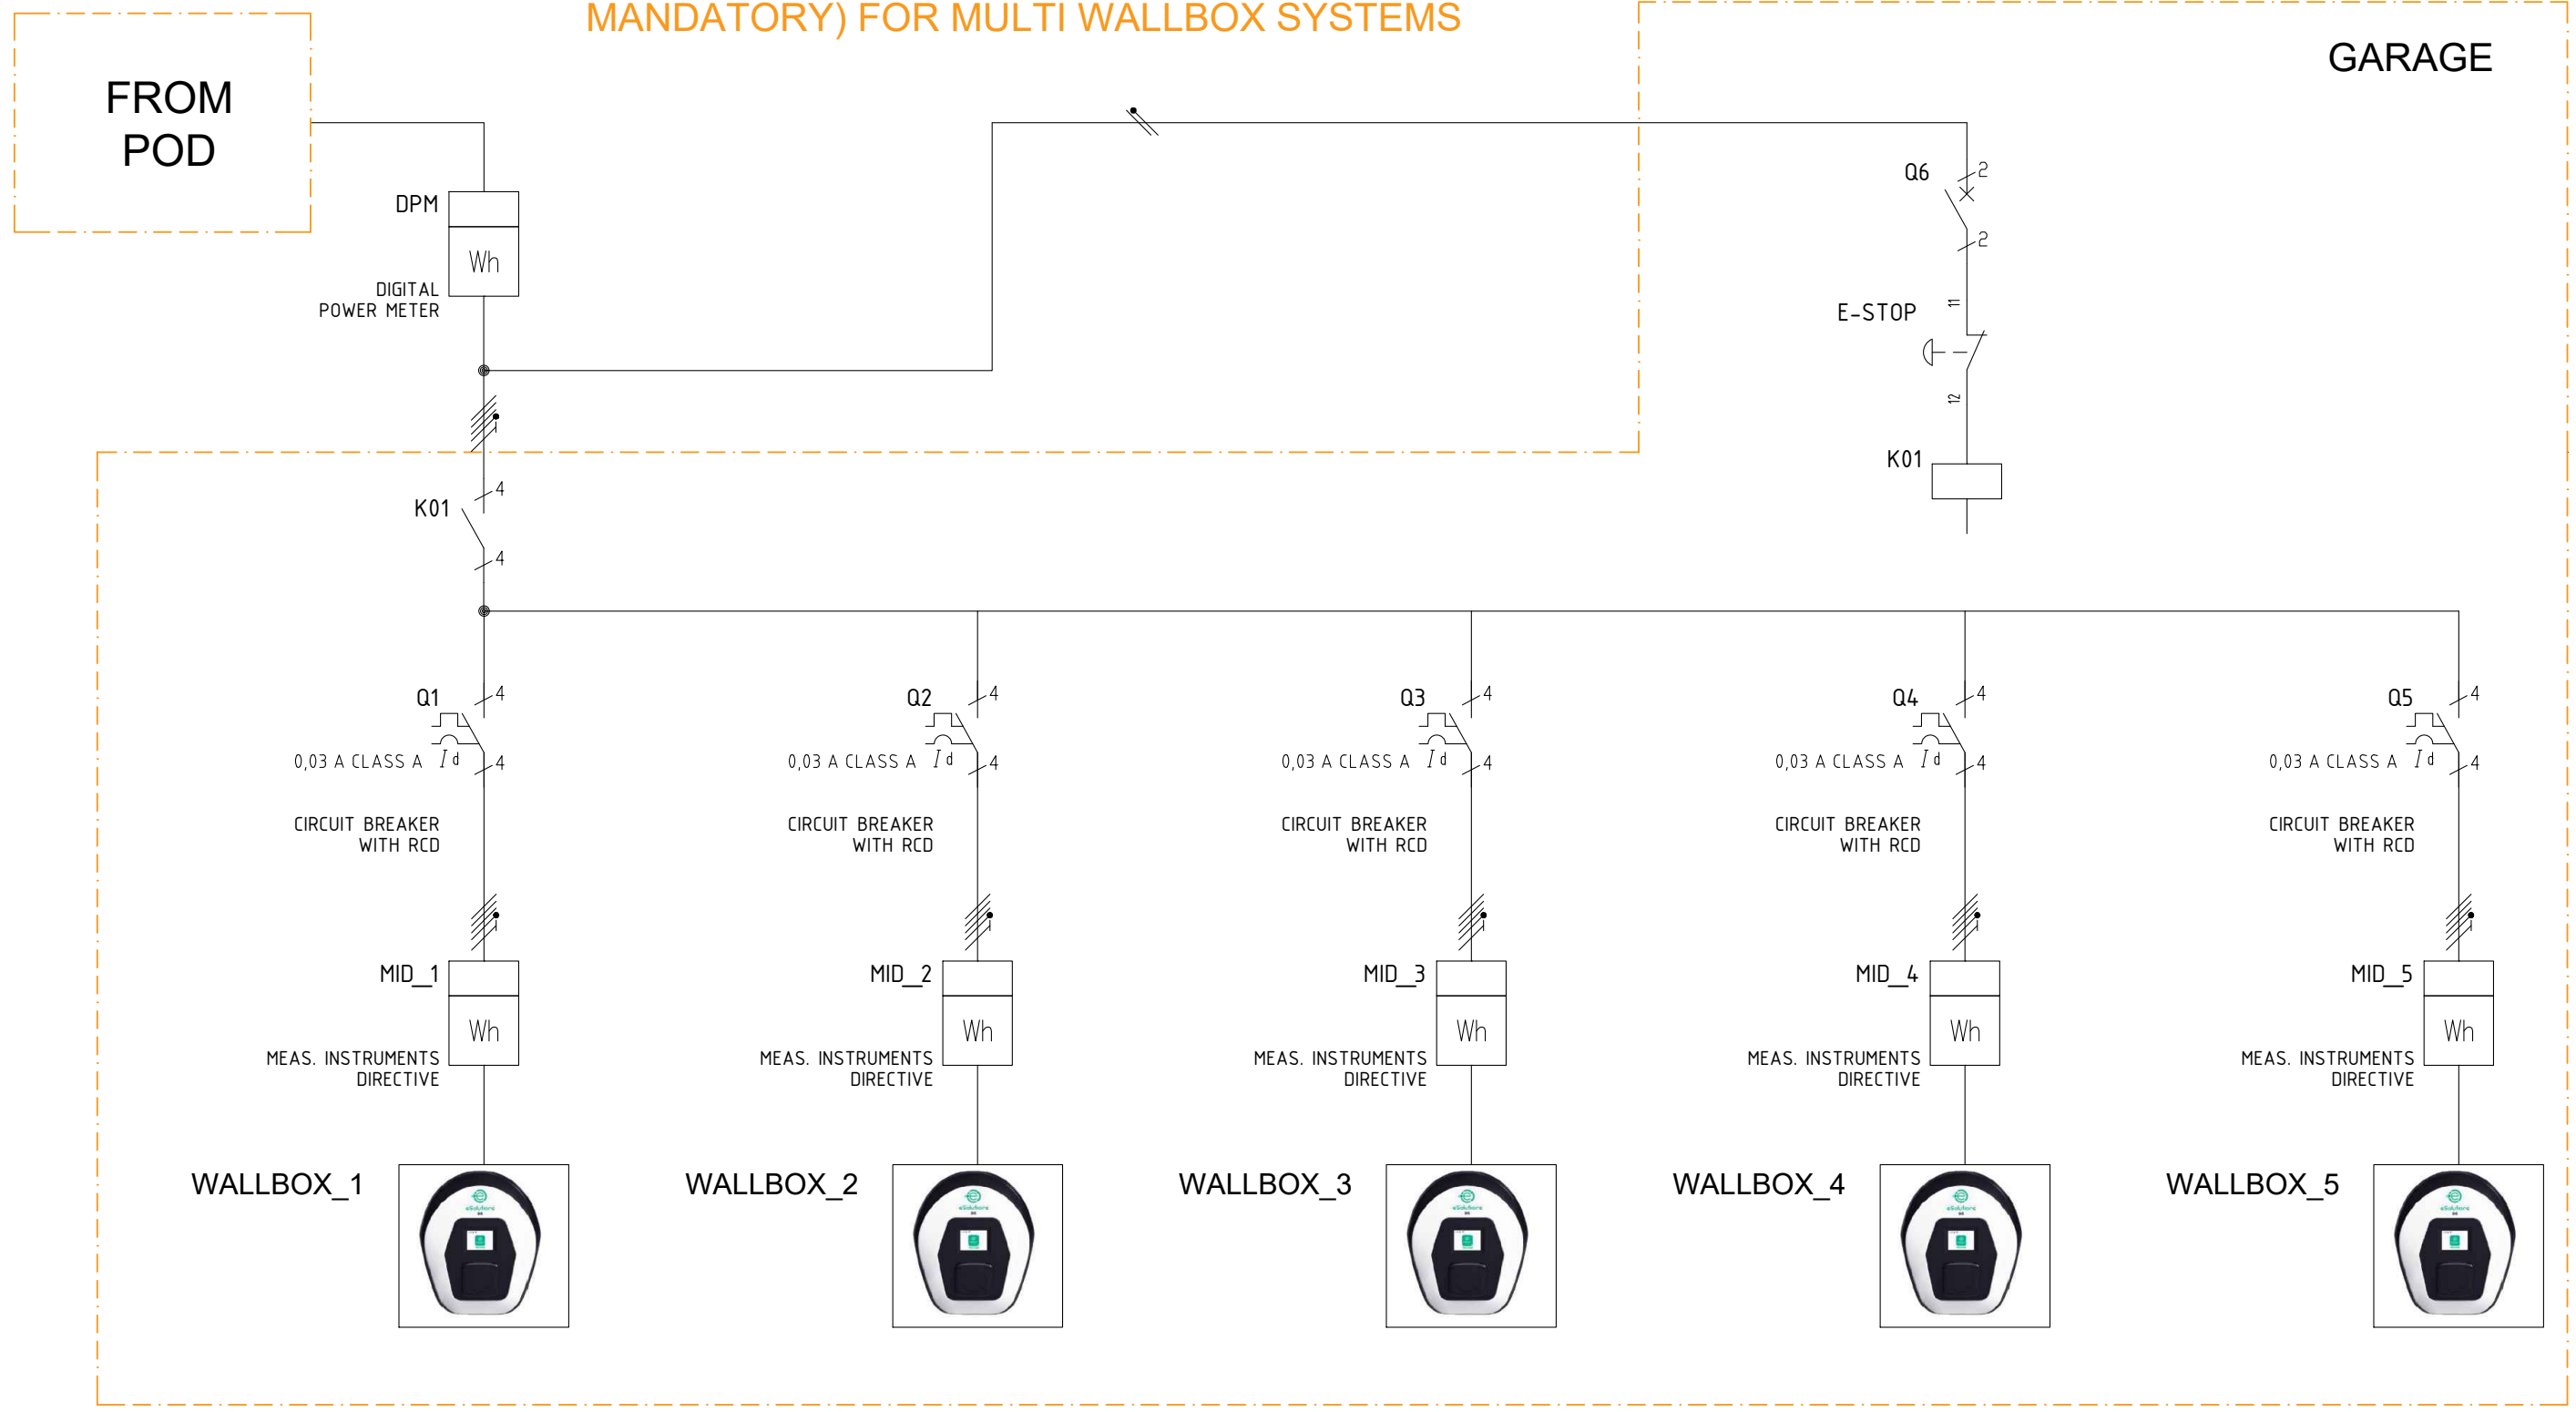 MANDATORY) FOR MULTI WALLBOX SYSTEMS
GARAGE
FROM
POD
DPM
Wh
DIGITAL
POWER METER
Q6
2
2
E-STOP
11
12
K01
K01
4
4
Q1
4
0,03 A CLASS A
I d
4
CIRCUIT BREAKER
WITH RCD
Q2
4
0,03 A CLASS A
I d
4
CIRCUIT BREAKER
WITH RCD
Q3
4
0,03 A CLASS A
I d
4
CIRCUIT BREAKER
WITH RCD
Q4
4
0,03 A CLASS A
I d
4
CIRCUIT BREAKER
WITH RCD
Q5
4
0,03 A CLASS A
I d
4
CIRCUIT BREAKER
WITH RCD
MID_1
Wh
MEAS. INSTRUMENTS
DIRECTIVE
MID_2
Wh
MEAS. INSTRUMENTS
DIRECTIVE
MID_3
Wh
MEAS. INSTRUMENTS
DIRECTIVE
MID_4
Wh
MEAS. INSTRUMENTS
DIRECTIVE
MID_5
Wh
MEAS. INSTRUMENTS
DIRECTIVE
WALLBOX_1
eSolutions
WALLBOX_2
eSolutions
WALLBOX_3
eSolutions
WALLBOX_4
eSolutions
WALLBOX_5
eSolutions